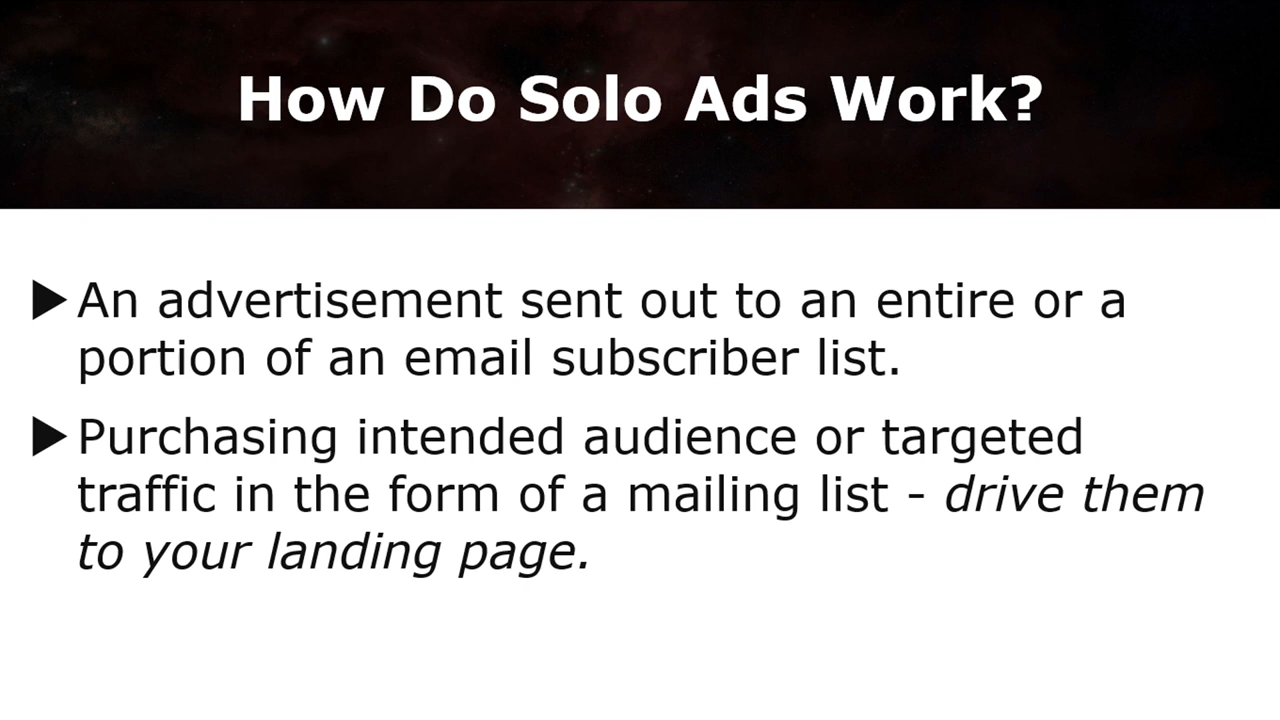 How Do Solo Ads Work?
▶An advertisement sent out to an entire or a
portion of an email subscriber list.
▶Purchasing intended audience or targeted
traffic in the form of a mailing list - drive them
to your landing page.